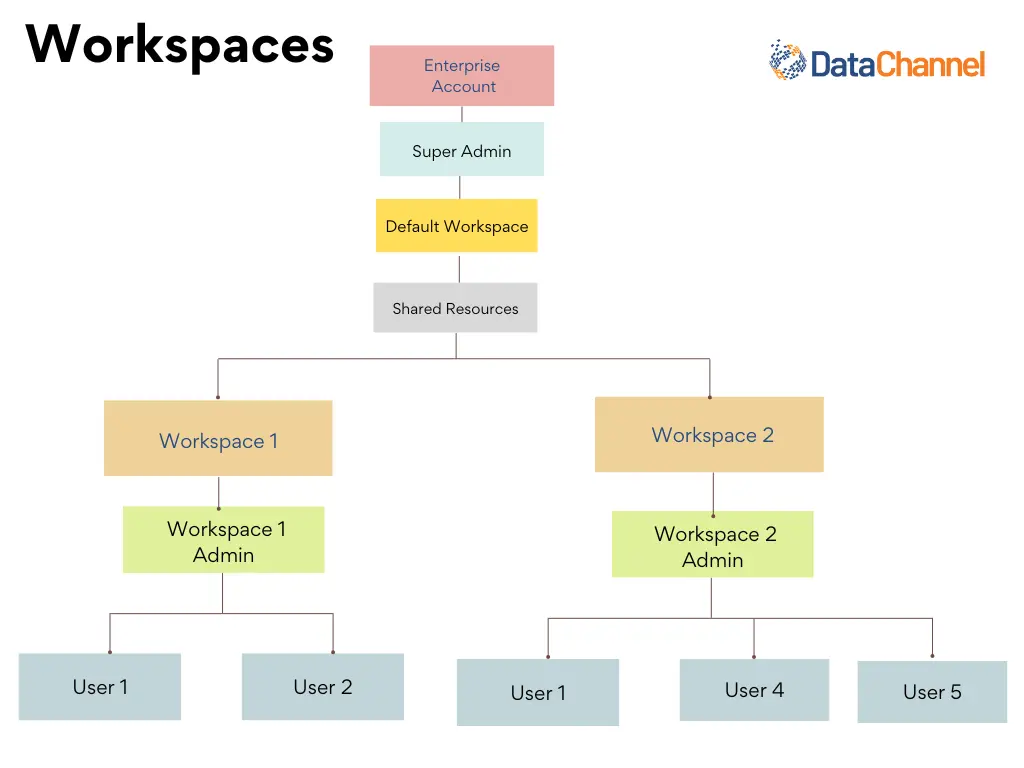 Workspaces
DataChannel
Enterprise
Account
Super Admin
Default Workspace
Shared Resources
Workspace 1
Workspace 2
Workspace 1
Admin
Workspace 2
Admin
User 1
User 2
User 1
User 4
User 5